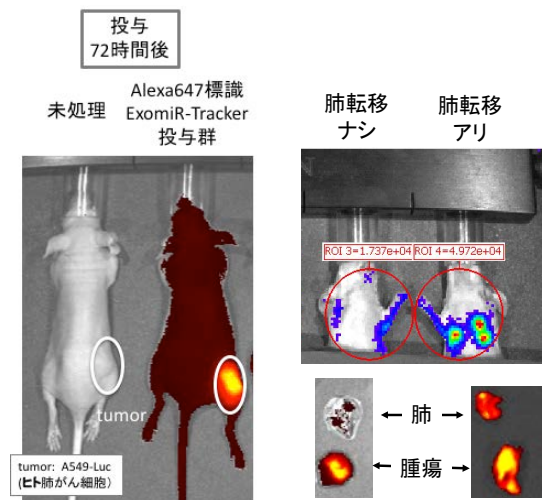 投与
72時間後
未処理
Alexa647標識
ExomiR-Tracker
投与群
tumor
tumor: A549-Luc
(ヒト肺がん細胞)
肺転移
ナシ
肺転移
アリ
ROI 3=1.737e+04
ROI 4=4.972e+04
肺
腫瘍